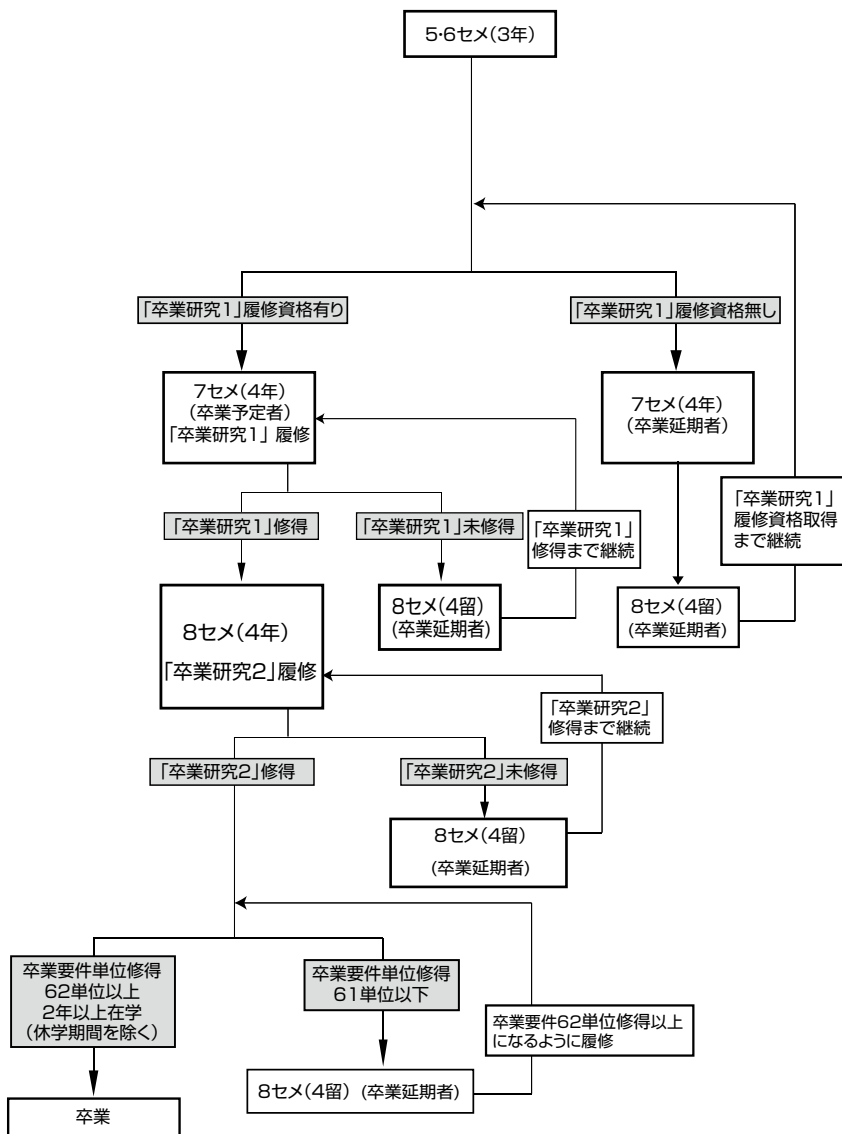 5・6セメ(3年)
「卒業研究1」履修資格有り
「卒業研究1」履修資格無し
7セメ(4年)
(卒業予定者)
「卒業研究1」 履修
7セメ(4年)
(卒業延期者)
「卒業研究1」
履修資格取得
まで継続
「卒業研究1」修得
「卒業研究1」未修得
「卒業研究1」
修得まで継続
8セメ(4年)
「卒業研究2」履修
8セメ(4留)
(卒業延期者)
8セメ(4留)
(卒業延期者)
「卒業研究2」
修得まで継続
「卒業研究2」修得
「卒業研究2」未修得
8セメ(4留)
(卒業延期者)
卒業要件単位修得
62単位以上
2年以上在学
(休学期間を除く)
卒業要件単位修得
61単位以下
卒業要件62単位修得以上
になるように履修
8セメ(4留) (卒業延期者)
卒業